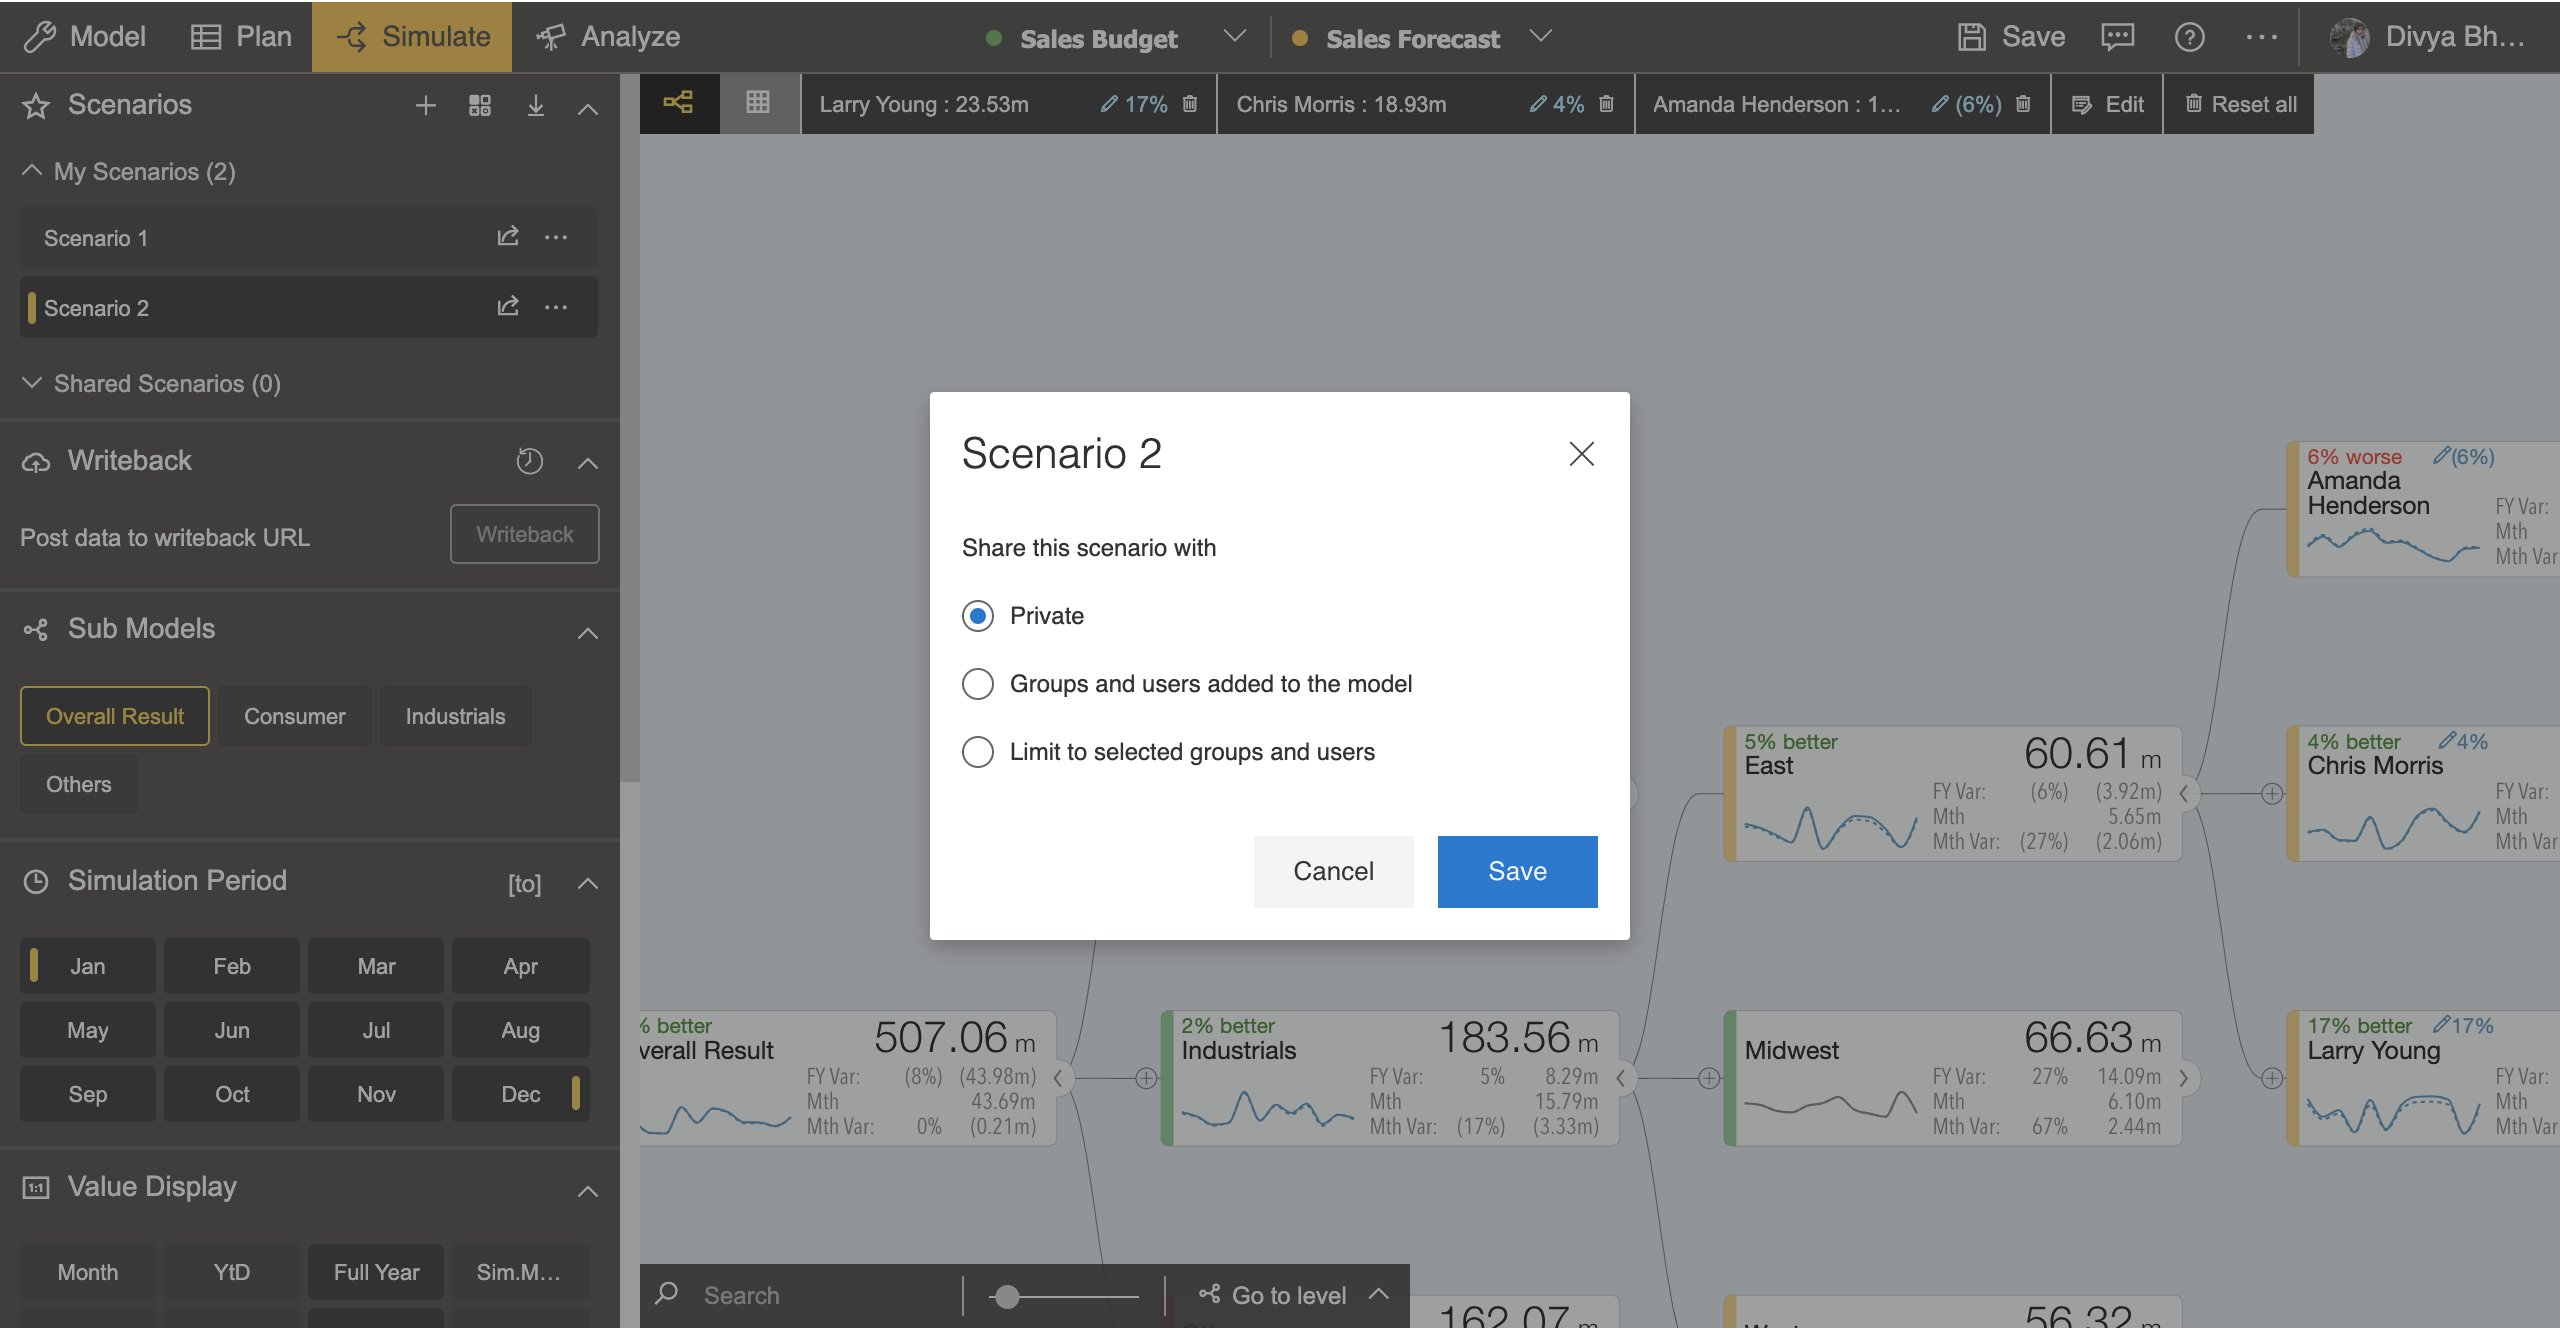 Model Plan Simulate Analyze Sales Budget Sales Forecast Save Divya Bh...
Scenarios
Larry Young : 23.53m 17% Chris Morris : 18.93m 4% Amanda Henderson : 1... (6%) Edit Reset all
My Scenarios (2)
Scenario 1
Scenario 2
Shared Scenarios (0)
Writeback
Post data to writeback URL Writeback
Sub Models
Overall Result Consumer Industrials
Others
Simulation Period [to]
Jan Feb Mar Apr
May Jun Jul Aug
Sep Oct Nov Dec
Value Display
Month YtD Full Year Sim.M...
Scenario 2
Share this scenario with
Private
Groups and users added to the model
Limit to selected groups and users
Cancel Save
6% worse (6%)
Amanda
Henderson
FY Var:
Mth
Mth Var
5% better
East
60.61 m
FY Var: (6%) (3.92m)
Mth 5.65m
Mth Var: (27%) (2.06m)
4% better 4%
Chris Morris
FY Var:
Mth
Mth Var
% better
verall Result
507.06 m
FY Var: (8%) (43.98m)
Mth 43.69m
Mth Var: 0% (0.21m)
2% better
Industrials
183.56 m
FY Var: 5% 8.29m
Mth 15.79m
Mth Var: (17%) (3.33m)
Midwest
66.63 m
FY Var: 27% 14.09m
Mth 6.10m
Mth Var: 67% 2.44m
17% better 17%
Larry Young
FY Var:
Mth
Mth Var
Search Go to level
162.07 m
56.32 m